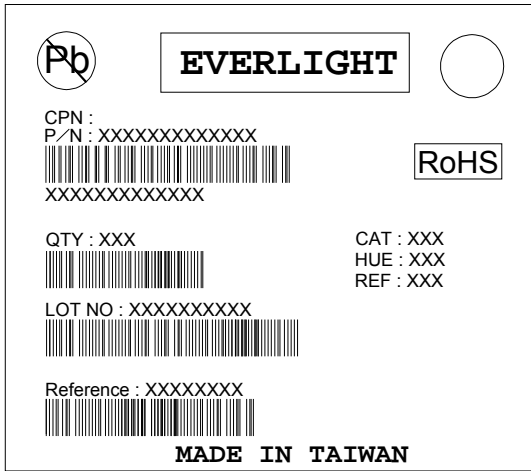 Pb
EVERLIGHT
CPN :
P/N : XXXXXXXXXXXXX
RoHS
XXXXXXXXXXXXX
QTY : XXX
CAT : XXX
HUE : XXX
REF : XXX
LOT NO : XXXXXXXXXX
Reference : XXXXXXXX
MADE IN TAIWAN